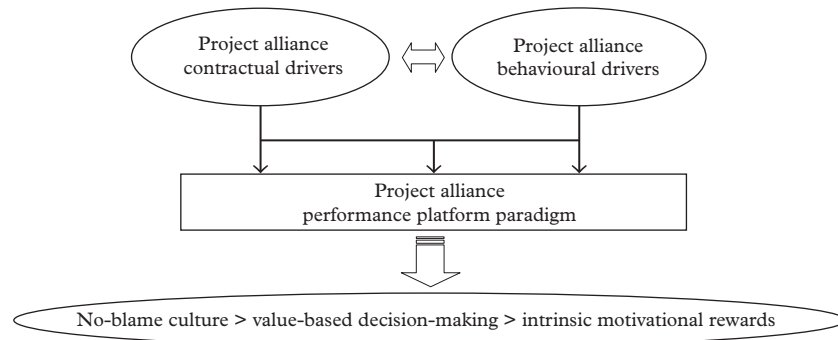 Project alliance
contractual drivers
Project alliance
behavioural drivers
Project alliance
performance platform paradigm
No-blame culture > value-based decision-making > intrinsic motivational rewards